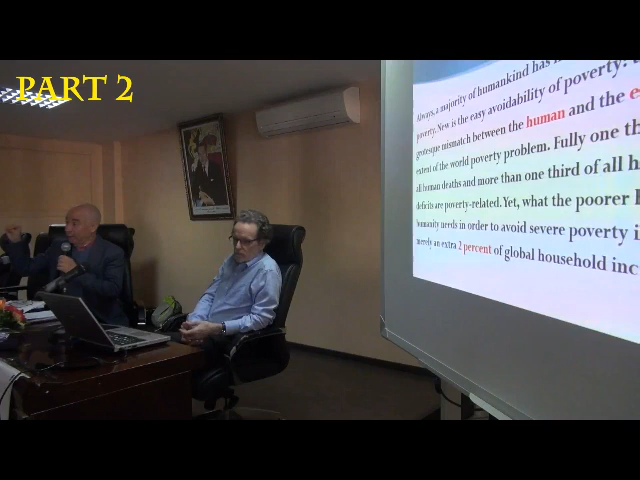 PART 2
Always, a majority of humankind has
poverty. New is the easy avoidability of poverty:
grotesque mismatch between the human and the
extent of the world poverty problem. Fully one
all human deaths and more than one third of all
deficits are poverty-related. Yet, what the poorer
humanity needs in order to avoid severe poverty
merely an extra 2 percent of global household